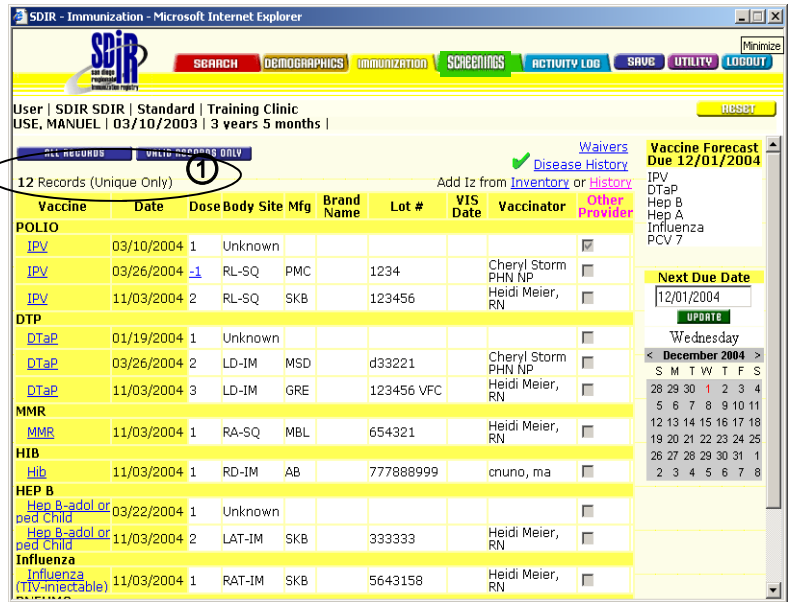 SDIR - Immunization - Microsoft Internet Explorer
Minimize
SDIR
san diego
regional
immunization registry
SEARCH DEMOGRAPHICS IMMUNIZATION SCREENINGS ACTIVITY LOG SAVE UTILITY LOGOUT
User | SDIR SDIR | Standard | Training Clinic
USE, MANUEL | 03/10/2003 | 3 years 5 months |
RESET
ALL RECORDS VALID RECORDS ONLY
1
Waivers
Disease History
12 Records (Unique Only)
Add Iz from Inventory or History
Vaccine Date Dose Body Site Mfg Brand Name Lot # VIS Date Vaccinator Other Provider
POLIO
IPV 03/10/2004 1 Unknown
IPV 03/26/2004 -1 RL-SQ PMC 1234 Cheryl Storm PHN NP
IPV 11/03/2004 2 RL-SQ SKB 123456 Heidi Meier, RN
DTP
DTaP 01/19/2004 1 Unknown
DTaP 03/26/2004 2 LD-IM MSD d33221 Cheryl Storm PHN NP
DTaP 11/03/2004 3 LD-IM GRE 123456 VFC Heidi Meier, RN
MMR
MMR 11/03/2004 1 RA-SQ MBL 654321 Heidi Meier, RN
HIB
Hib 11/03/2004 1 RD-IM AB 777888999 cnuno, ma
HEP B
Hep B-adol or ped Child 03/22/2004 1 Unknown
Hep B-adol or ped Child 11/03/2004 2 LAT-IM SKB 333333 Heidi Meier, RN
Influenza
Influenza (TIV-injectable) 11/03/2004 1 RAT-IM SKB 5643158 Heidi Meier, RN
Vaccine Forecast
Due 12/01/2004
IPV
DTaP
Hep B
Hep A
Influenza
PCV 7
Next Due Date
12/01/2004
UPDATE
Wednesday
< December 2004 >
S M T W T F S
28 29 30 1 2 3 4
5 6 7 8 9 10 11
12 13 14 15 16 17 18
19 20 21 22 23 24 25
26 27 28 29 30 31 1
2 3 4 5 6 7 8